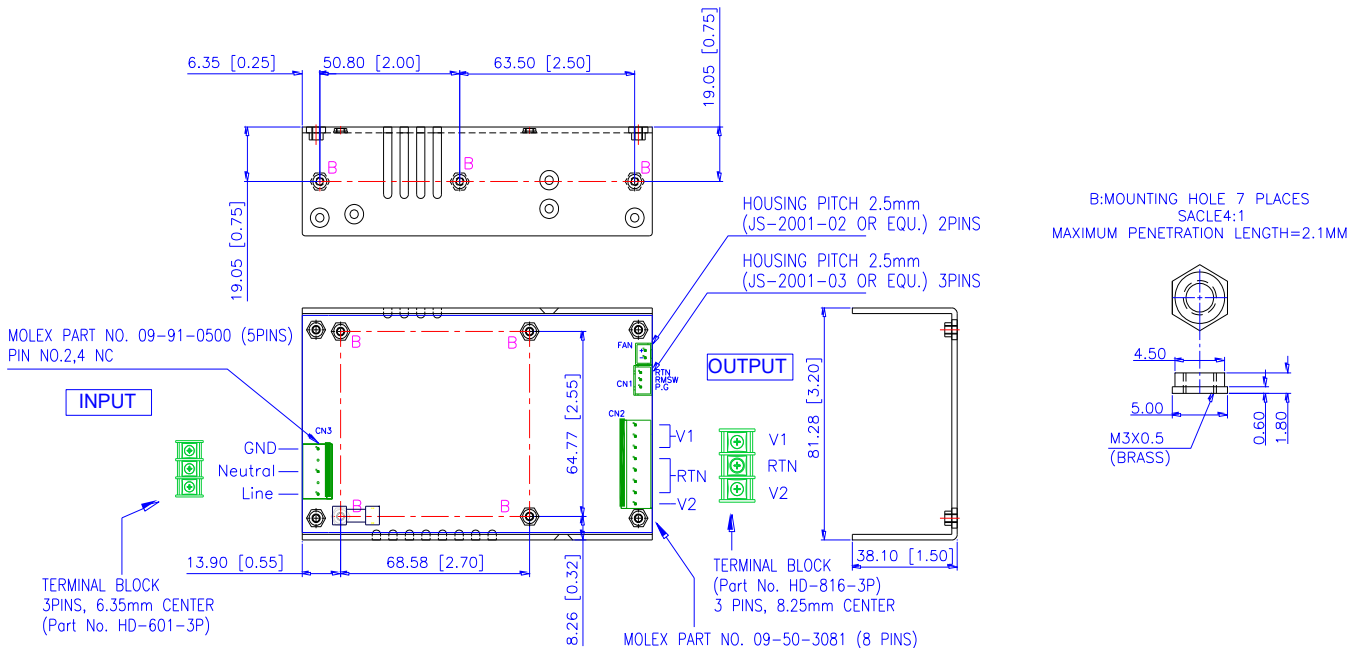 6.35 [0.25]
50.80 [2.00]
63.50 [2.50]
19.05 [0.75]
19.05 [0.75]
B
B
B
HOUSING PITCH 2.5mm
(JS-2001-02 OR EQU.) 2PINS
HOUSING PITCH 2.5mm
(JS-2001-03 OR EQU.) 3PINS
B:MOUNTING HOLE 7 PLACES
SACLE4:1
MAXIMUM PENETRATION LENGTH=2.1MM
MOLEX PART NO. 09-91-0500 (5PINS)
PIN NO.2,4 NC
INPUT
CN3
GND
Neutral
Line
B
B
B
B
FAN
+
-
CN1
RTN
RMSW
P.G
CN2
V1
RTN
V2
OUTPUT
V1
RTN
V2
64.77 [2.55]
81.28 [3.20]
4.50
5.00
0.60
1.80
M3X0.5
(BRASS)
13.90 [0.55]
68.58 [2.70]
8.26 [0.32]
38.10 [1.50]
TERMINAL BLOCK
3PINS, 6.35mm CENTER
(Part No. HD-601-3P)
TERMINAL BLOCK
(Part No. HD-816-3P)
3 PINS, 8.25mm CENTER
MOLEX PART NO. 09-50-3081 (8 PINS)